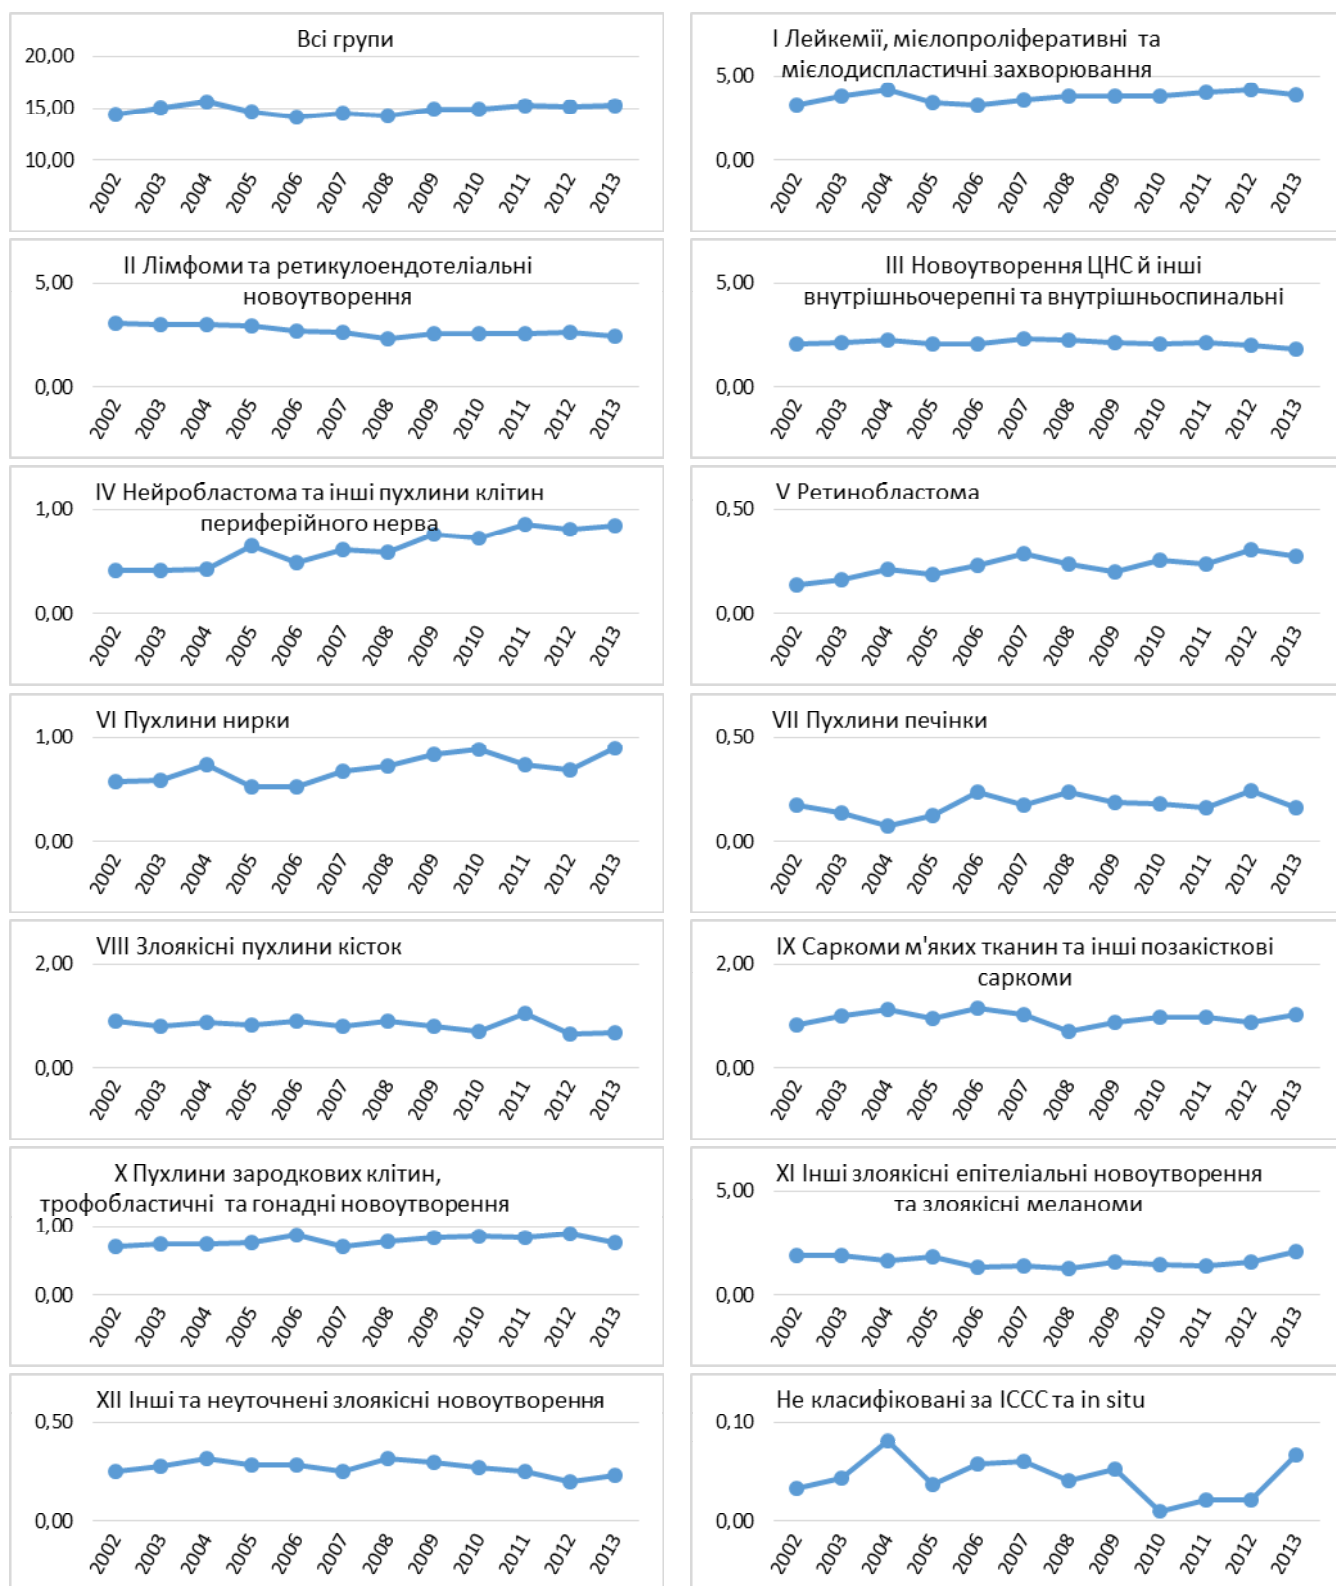 Всі групи
20,00
15,00
10,00
2002 2003 2004 2005 2006 2007 2008 2009 2010 2011 2012 2013
I Лейкемії, мієлопроліферативні та
мієлодиспластичні захворювання
5,00
0,00
2002 2003 2004 2005 2006 2007 2008 2009 2010 2011 2012 2013
II Лімфоми та ретикулоендотеліальні
новоутворення
5,00
0,00
2002 2003 2004 2005 2006 2007 2008 2009 2010 2011 2012 2013
III Новоутворення ЦНС й інші
внутрішньочерепні та внутрішньоспинальні
5,00
0,00
2002 2003 2004 2005 2006 2007 2008 2009 2010 2011 2012 2013
IV Нейробластома та інші пухлини клітин
периферійного нерва
1,00
0,00
2002 2003 2004 2005 2006 2007 2008 2009 2010 2011 2012 2013
V Ретинобластома
0,50
0,00
2002 2003 2004 2005 2006 2007 2008 2009 2010 2011 2012 2013
VI Пухлини нирки
1,00
0,00
2002 2003 2004 2005 2006 2007 2008 2009 2010 2011 2012 2013
VII Пухлини печінки
0,50
0,00
2002 2003 2004 2005 2006 2007 2008 2009 2010 2011 2012 2013
VIII Злоякісні пухлини кісток
2,00
0,00
2002 2003 2004 2005 2006 2007 2008 2009 2010 2011 2012 2013
IX Саркоми м'яких тканин та інші позакісткові
саркоми
2,00
0,00
2002 2003 2004 2005 2006 2007 2008 2009 2010 2011 2012 2013
X Пухлини зародкових клітин,
трофобластичні та гонадні новоутворення
1,00
0,00
2002 2003 2004 2005 2006 2007 2008 2009 2010 2011 2012 2013
XI Інші злоякісні епітеліальні новоутворення
та злоякісні меланоми
5,00
0,00
2002 2003 2004 2005 2006 2007 2008 2009 2010 2011 2012 2013
XII Інші та неуточнені злоякісні новоутворення
0,50
0,00
2002 2003 2004 2005 2006 2007 2008 2009 2010 2011 2012 2013
Не класифіковані за ICCC та in situ
0,10
0,00
2002 2003 2004 2005 2006 2007 2008 2009 2010 2011 2012 2013